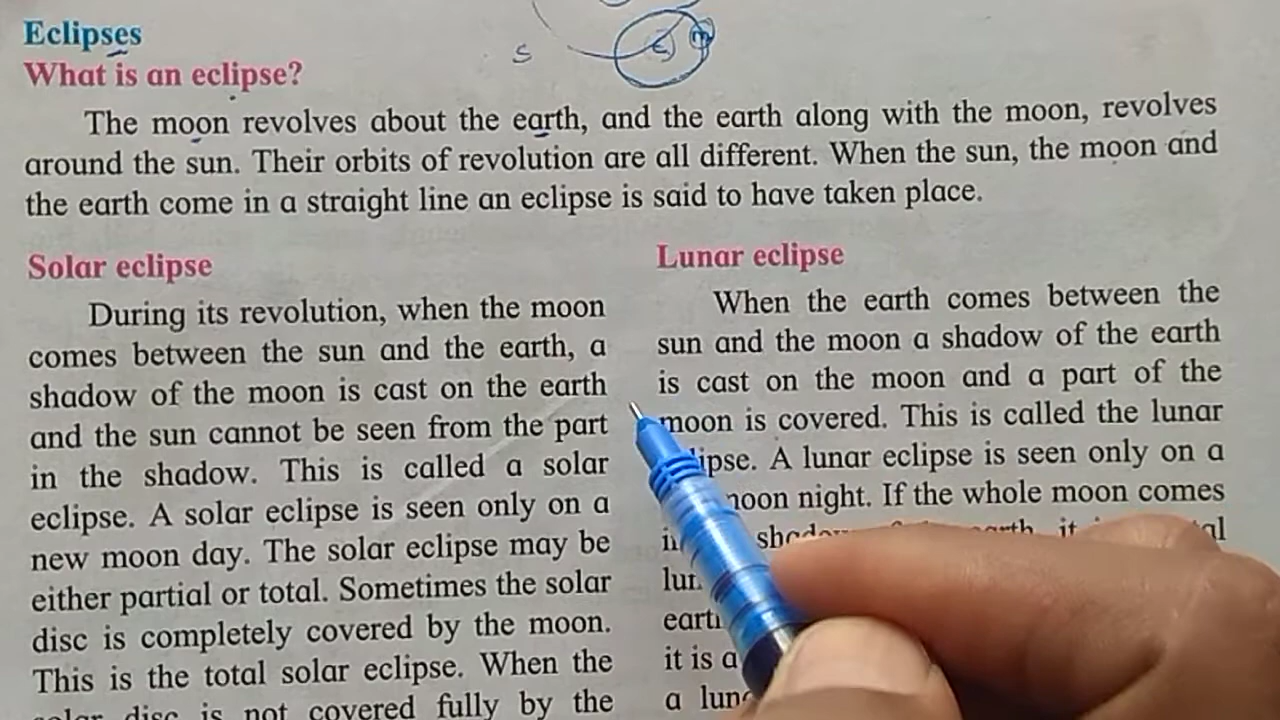 Eclipses
What is an eclipse?
The moon revolves about the earth, and the earth along with the moon, revolves
around the sun. Their orbits of revolution are all different. When the sun, the moon and
the earth come in a straight line an eclipse is said to have taken place.
S
Solar eclipse
During its revolution, when the moon
comes between the sun and the earth, a
shadow of the moon is cast on the earth
and the sun cannot be seen from the part
in the shadow. This is called a solar
eclipse. A solar eclipse is seen only on a
new moon day. The solar eclipse may be
either partial or total. Sometimes the solar
disc is completely covered by the moon.
This is the total solar eclipse. When the
disc is not covered fully by the
Lunar eclipse
When the earth comes between the
sun and the moon a shadow of the earth
is cast on the moon and a part of the
moon is covered. This is called the lunar
A lunar eclipse is seen only on a
night. If the whole moon comes
it
it is a
a